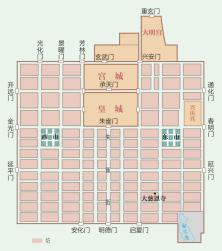 重玄门
大明宫
光化门
景曜门
芳林门
玄武门
兴安门
宫城
承天门
皇城
朱雀门
开远门
通化门
兴庆宫
金光门
春明门
西市
东市
延平门
延兴门
大慈恩寺
安化门
明德门
启夏门
坊